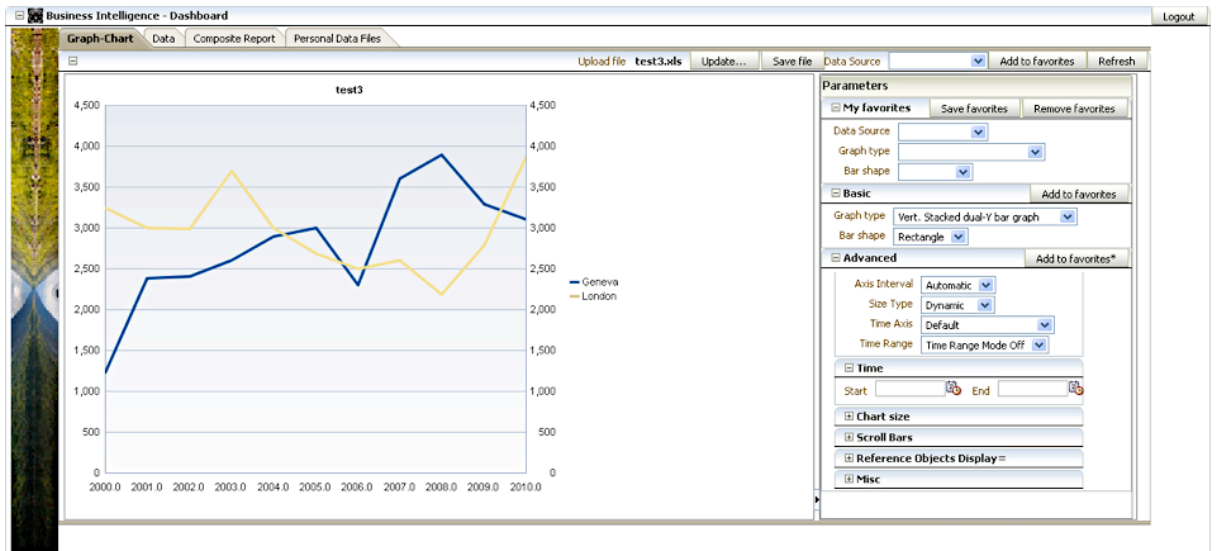 Business Intelligence - Dashboard
Logout
Graph-Chart Data Composite Report Personal Data Files
Upload file test3.xls Update... Save file Data Source Add to favorites Refresh
test3
4,500 4,500
4,000 4,000
3,500 3,500
3,000 3,000
2,500 2,500
2,000 2,000
1,500 1,500
1,000 1,000
500 500
0 0
2000.0 2001.0 2002.0 2003.0 2004.0 2005.0 2006.0 2007.0 2008.0 2009.0 2010.0
Geneva
London
Parameters
My favorites Save favorites Remove favorites
Data Source
Graph type
Bar shape
Basic Add to favorites
Graph type Vert. Stacked dual-Y bar graph
Bar shape Rectangle
Advanced Add to favorites*
Axis Interval Automatic
Size Type Dynamic
Time Axis Default
Time Range Time Range Mode Off
Time
Start End
Chart size
Scroll Bars
Reference Objects Display=
Misc